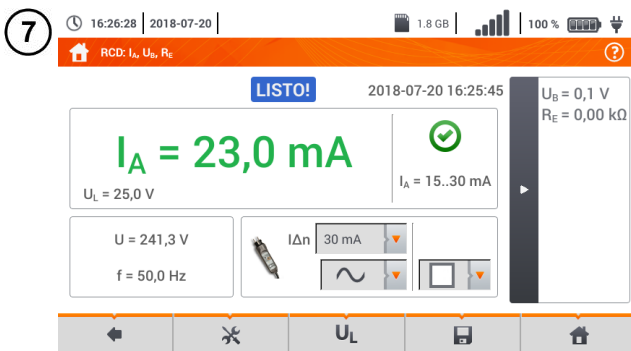 7
16:26:28 2018-07-20 1.8 GB 100 %
RCD: IA, UB, RE
LISTO! 2018-07-20 16:25:45
IA = 23,0 mA
UL = 25,0 V
IA = 15..30 mA
UB = 0,1 V
RE = 0,00 kΩ
U = 241,3 V
f = 50,0 Hz
IΔn 30 mA
UL